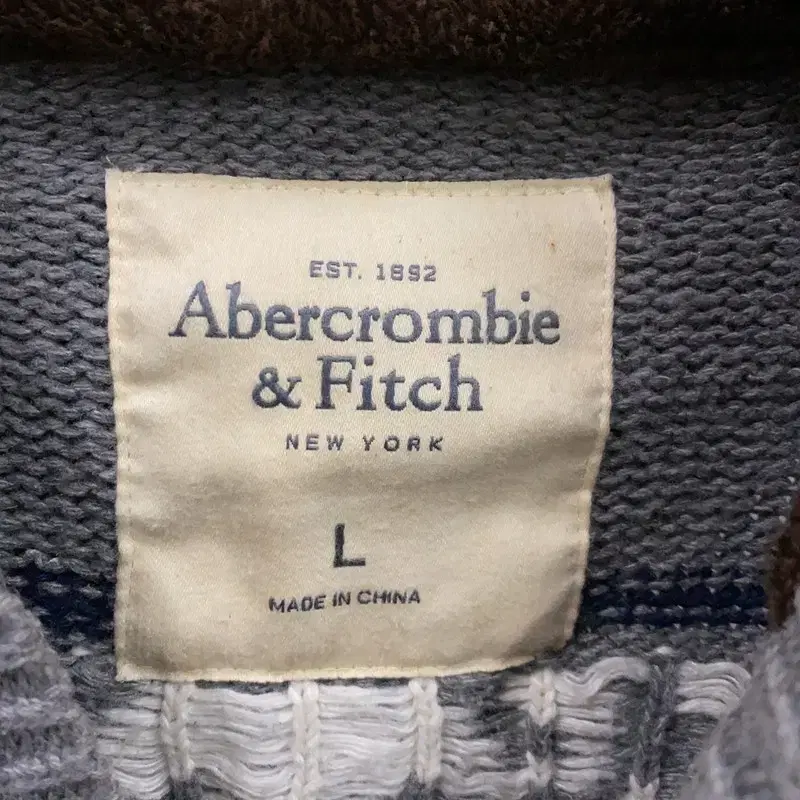 EST. 1892
Abercrombie
& Fitch
NEW YORK
L
MADE IN CHINA